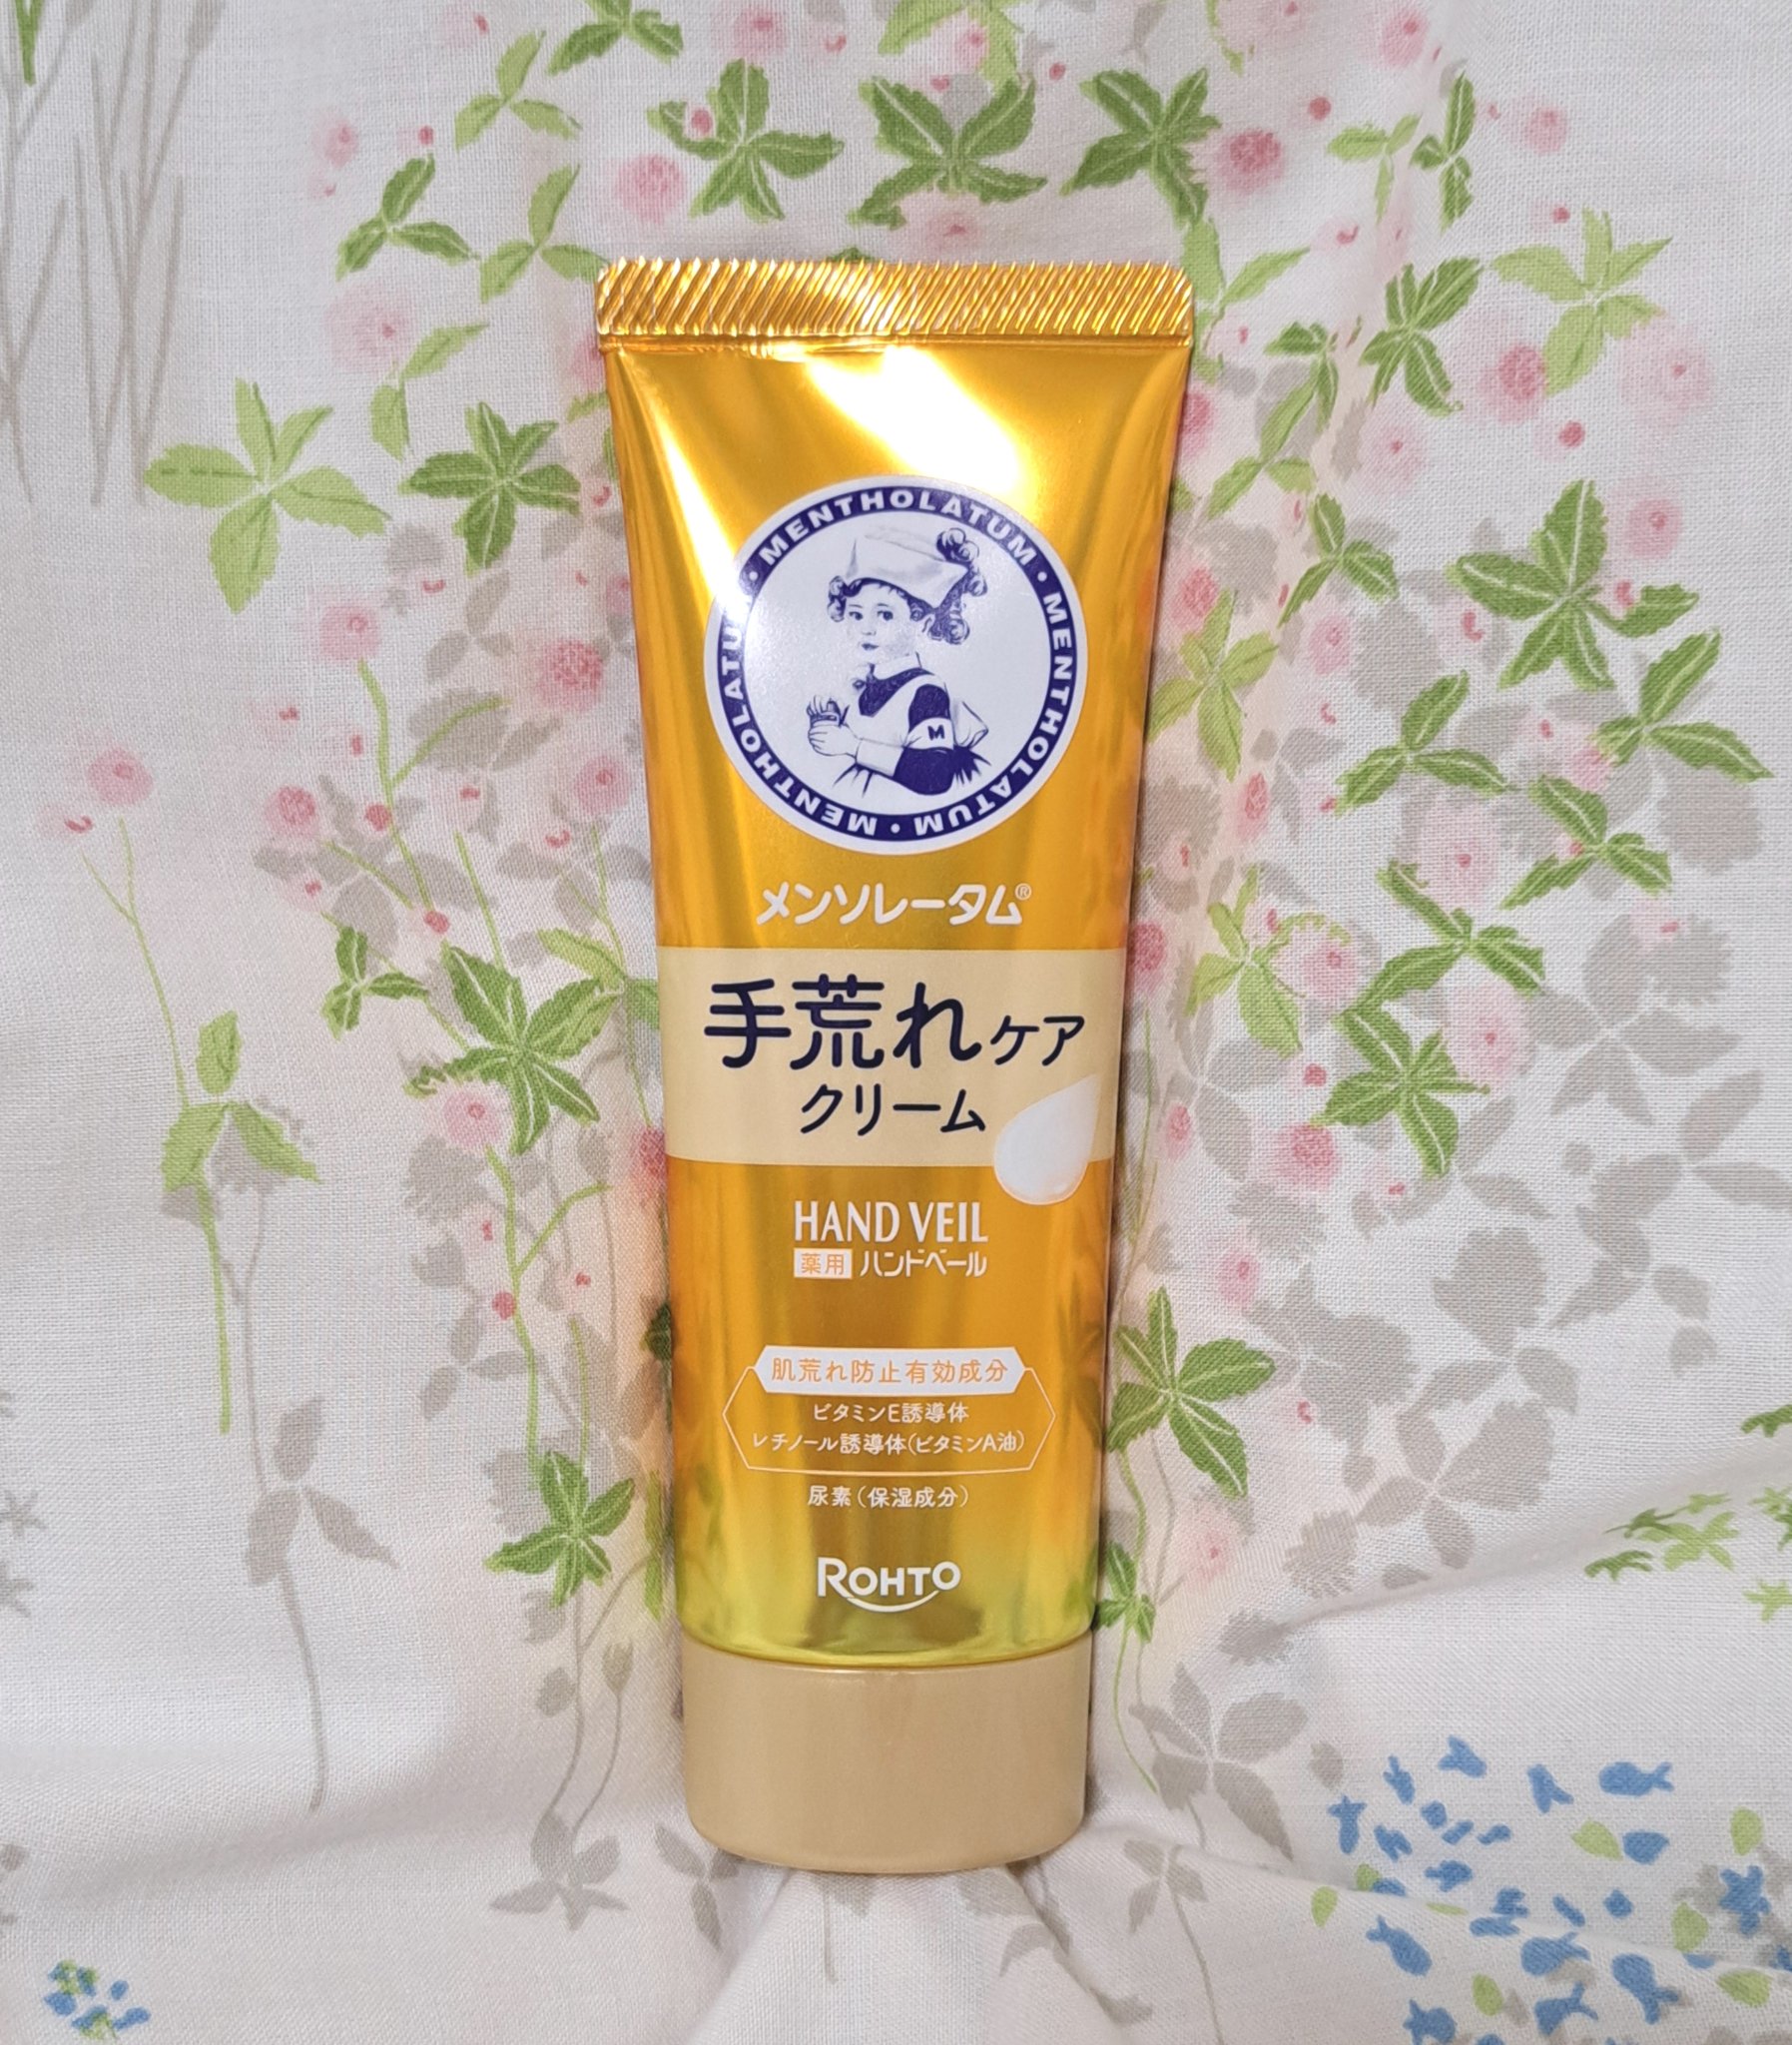 MENTHOLATUM • MENTHOLATUM • MENTHOLATUM •
M
メンソレータム®
手荒れケア
クリーム
HAND VEIL
薬用 ハンドベール
肌荒れ防止有効成分
ビタミンE誘導体
レチノール誘導体(ビタミンA油)
尿素(保湿成分)
ROHTO